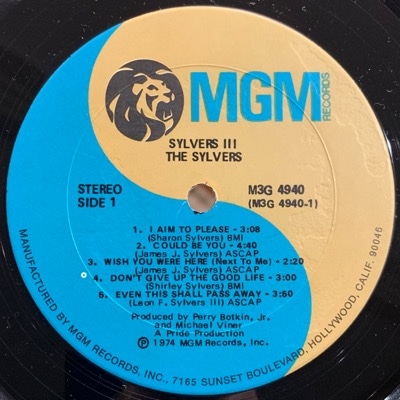 MGM
RECORDS
SYLVERS III
THE SYLVERS
STEREO
SIDE 1
M3G 4940
(M3G 4940-1)
1. I AIM TO PLEASE - 3:08
(Sharon Sylvers) BMI
2. COULD BE YOU - 4:40
(James J. Sylvers) ASCAP
3. WISH YOU WERE HERE (Next To Me) - 2:20
(James J. Sylvers) ASCAP
4. DON'T GIVE UP THE GOOD LIFE - 3:00
(Shirley Sylvers) BMI
5. EVEN THIS SHALL PASS AWAY - 3:50
(Leon F. Sylvers III) ASCAP
Produced by Perry Botkin, Jr.
and Michael Viner
A Pride Production
℗ 1974 MGM Records, Inc.
MANUFACTURED BY MGM RECORDS, INC., 7165 SUNSET BOULEVARD, HOLLYWOOD, CALIF. 90046